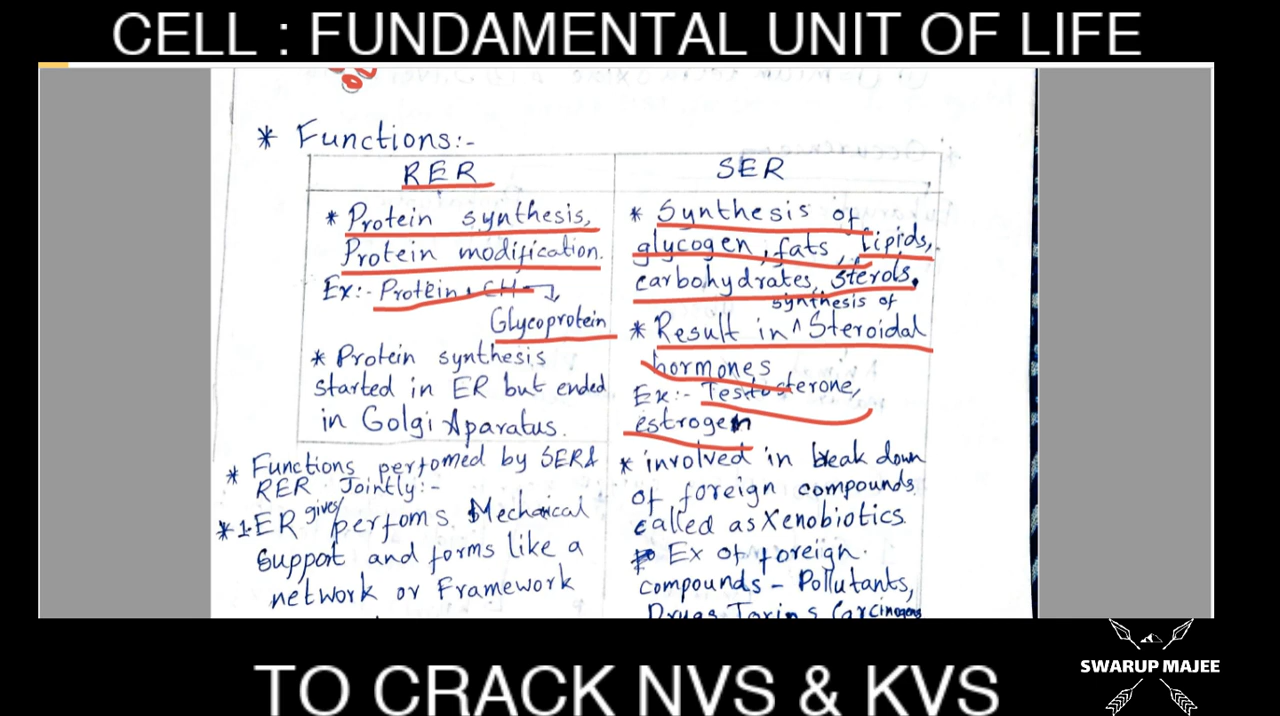 CELL : FUNDAMENTAL UNIT OF LIFE
* Functions:-
RER
* Protein synthesis,
Protein modification.
Ex:- Protein + CH
Glycoprotein
* Protein synthesis
started in ER but ended
in Golgi Aparatus.
SER
* Synthesis of
glycogen, fats, Lipids,
carbohydrates, sterols.
synthesis of
* Result in ^ Steroidal
hormones
Ex:- Testosterone,
estrogen
* involved in break down
of foreign compounds
called as Xenobiotics.
Ex of foreign
compounds - Pollutants,
Drugs, Toxins Carcinogens
* Functions perfomed by SER &
RER Jointly:-
gives/
* 1. ER perfoms Mechanical
Support and forms like a
network or Framework
TO CRACK NVS & KVS
SWARUP MAJEE